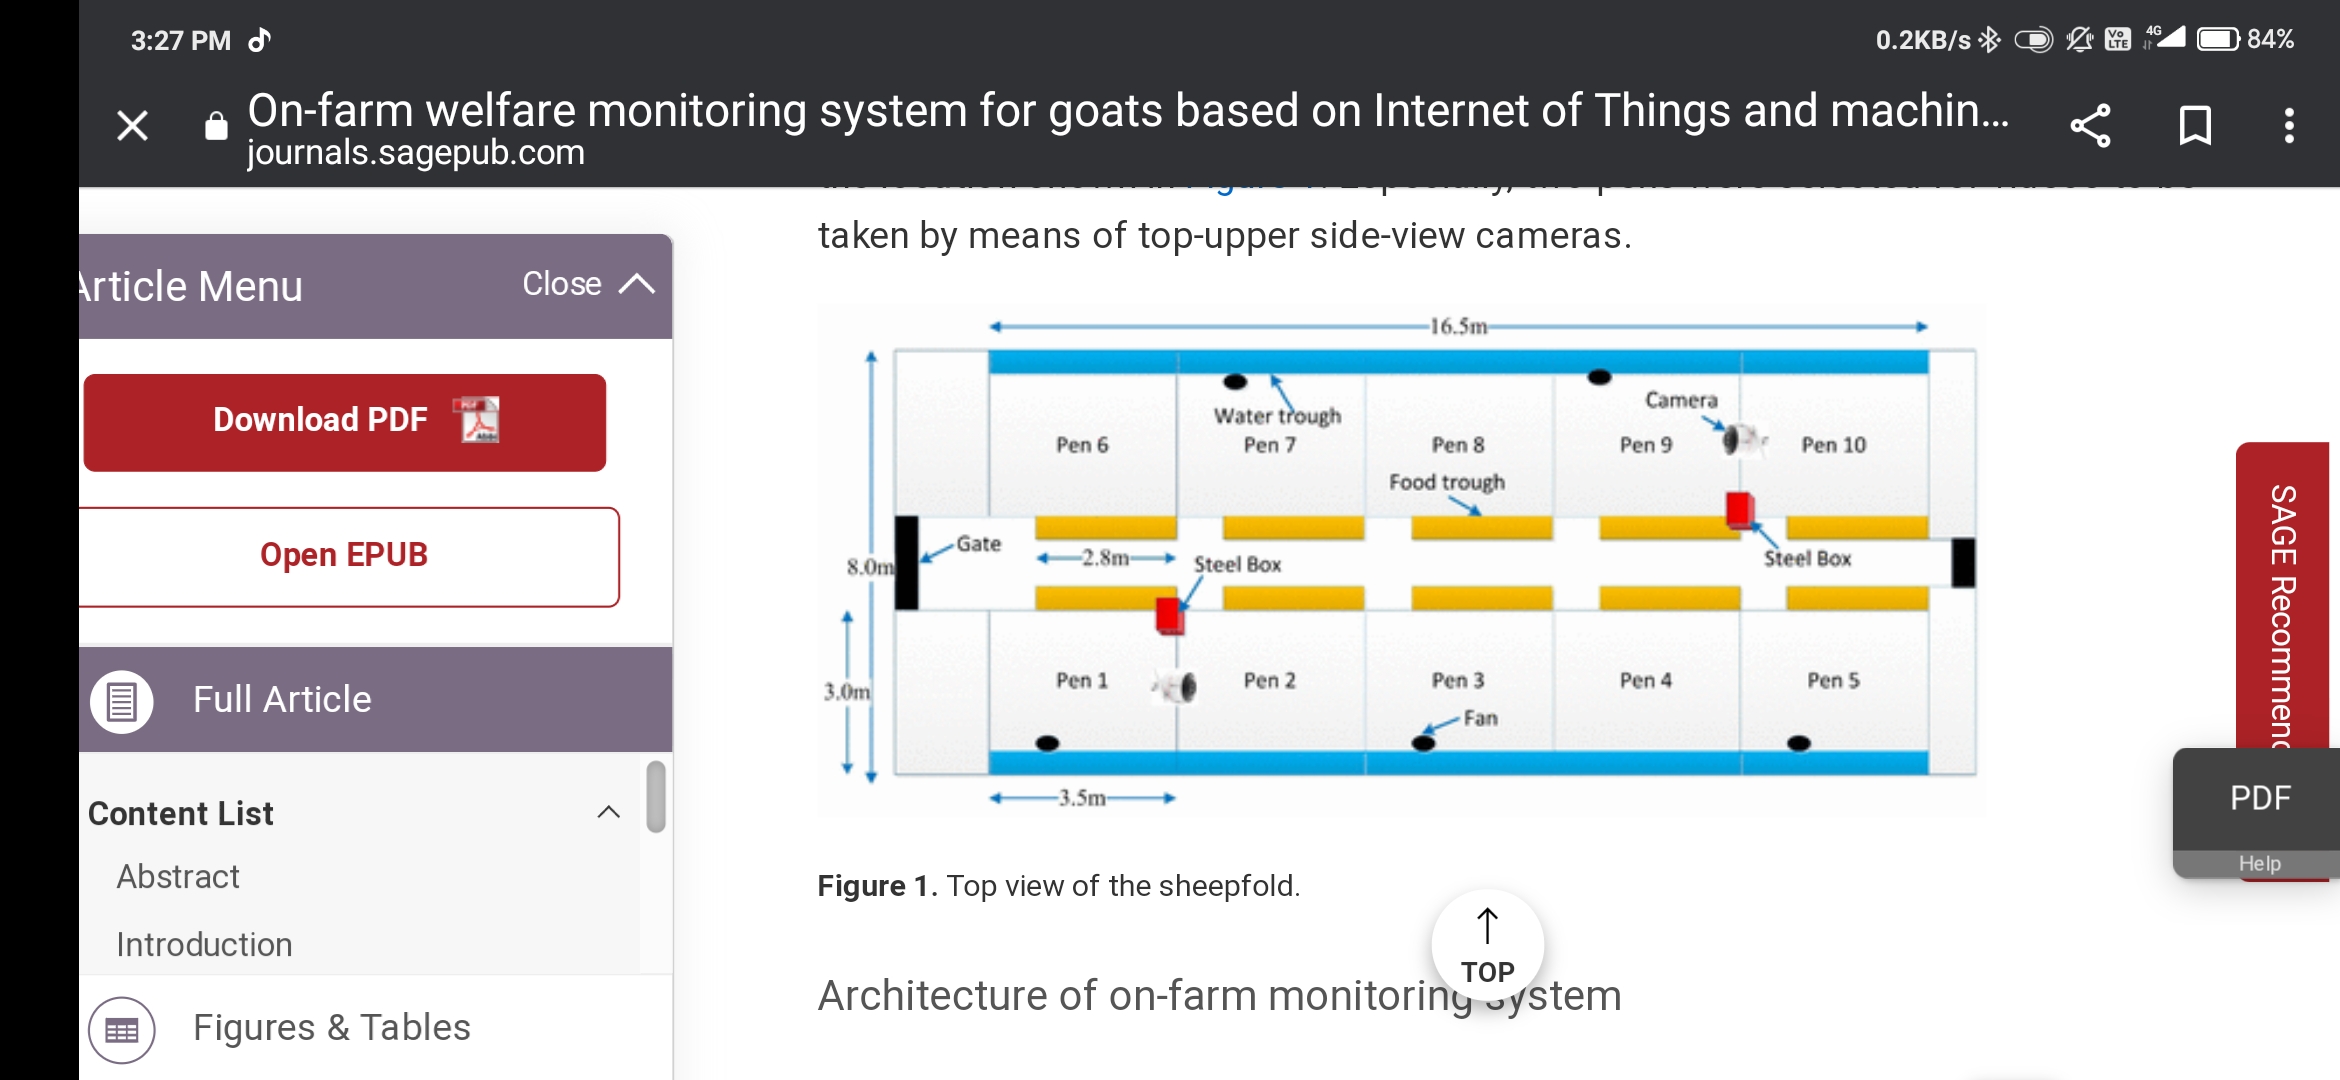 3:27 PM
0.2KB/s
Vo LTE
4G
84%
On-farm welfare monitoring system for goats based on Internet of Things and machin...
journals.sagepub.com
taken by means of top-upper side-view cameras.
Article Menu
Close
Download PDF
Open EPUB
Full Article
Content List
Abstract
Introduction
Figures & Tables
16.5m
Water trough
Camera
Pen 6
Pen 7
Pen 8
Pen 9
Pen 10
Food trough
Gate
2.8m
Steel Box
Steel Box
8.0m
3.0m
Pen 1
Pen 2
Pen 3
Pen 4
Pen 5
Fan
3.5m
Figure 1. Top view of the sheepfold.
TOP
Architecture of on-farm monitoring system
SAGE Recommend
PDF
Help